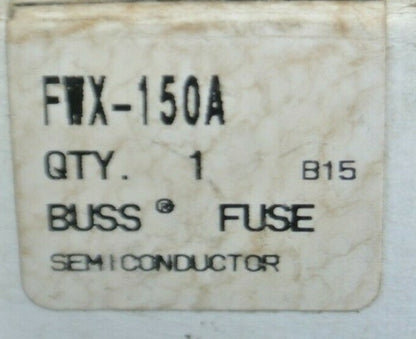 FWX-150A
QTY. 1 B15
BUSS® FUSE
SEMICONDUCTOR